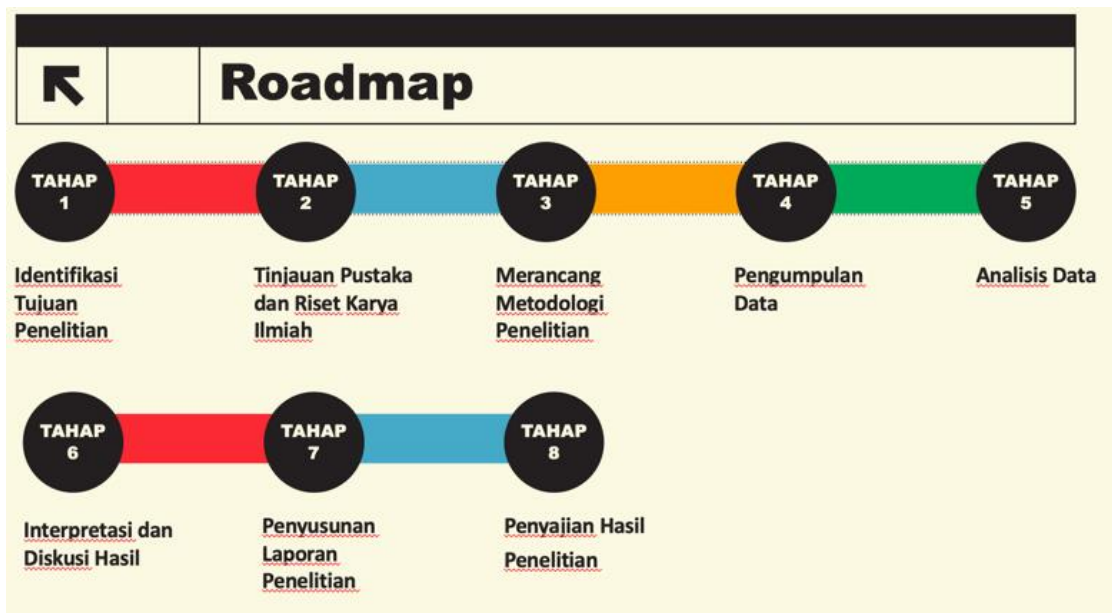 Roadmap
TAHAP
1
TAHAP
2
TAHAP
3
TAHAP
4
TAHAP
5
Identifikasi
Tujuan
Penelitian
Tinjauan Pustaka
dan Riset Karya
Ilmiah
Merancang
Metodologi
Penelitian
Pengumpulan
Data
Analisis Data
TAHAP
6
TAHAP
7
TAHAP
8
Interpretasi dan
Diskusi Hasil
Penyusunan
Laporan
Penelitian
Penyajian Hasil
Penelitian